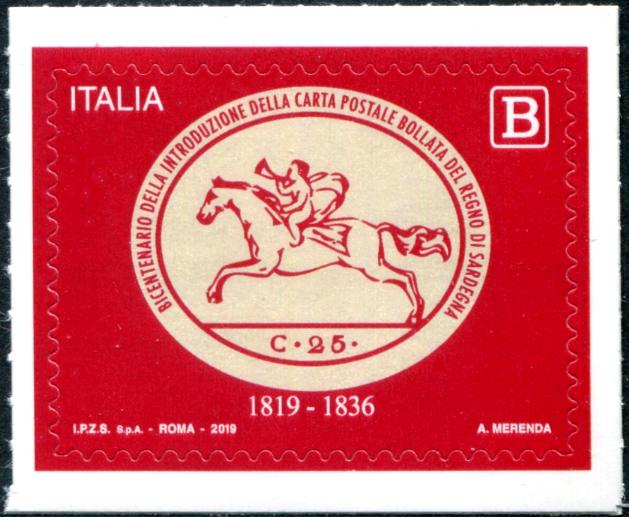 ITALIA
B
BICENTENARIO DELLA INTRODUZIONE DELLA CARTA POSTALE BOLLATA DEL REGNO DI SARDEGNA
C · 25 ·
1819 - 1836
I.P.Z.S. S.p.A. - ROMA - 2019
A. MERENDA